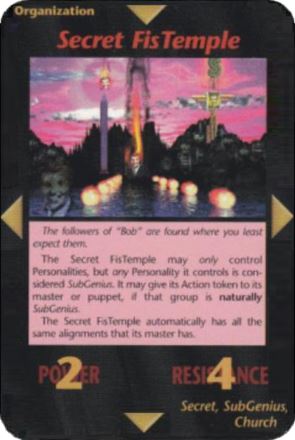 Organization
Secret FisTemple
The followers of "Bob" are found where you least
expect them.
The Secret FisTemple may only control
Personalities, but any Personality it controls is con-
sidered SubGenius. It may give its Action token to its
master or puppet, if that group is naturally
SubGenius.
The Secret FisTemple automatically has all the
same alignments that its master has.
POWER 2
RESISTANCE 4
Secret, SubGenius,
Church